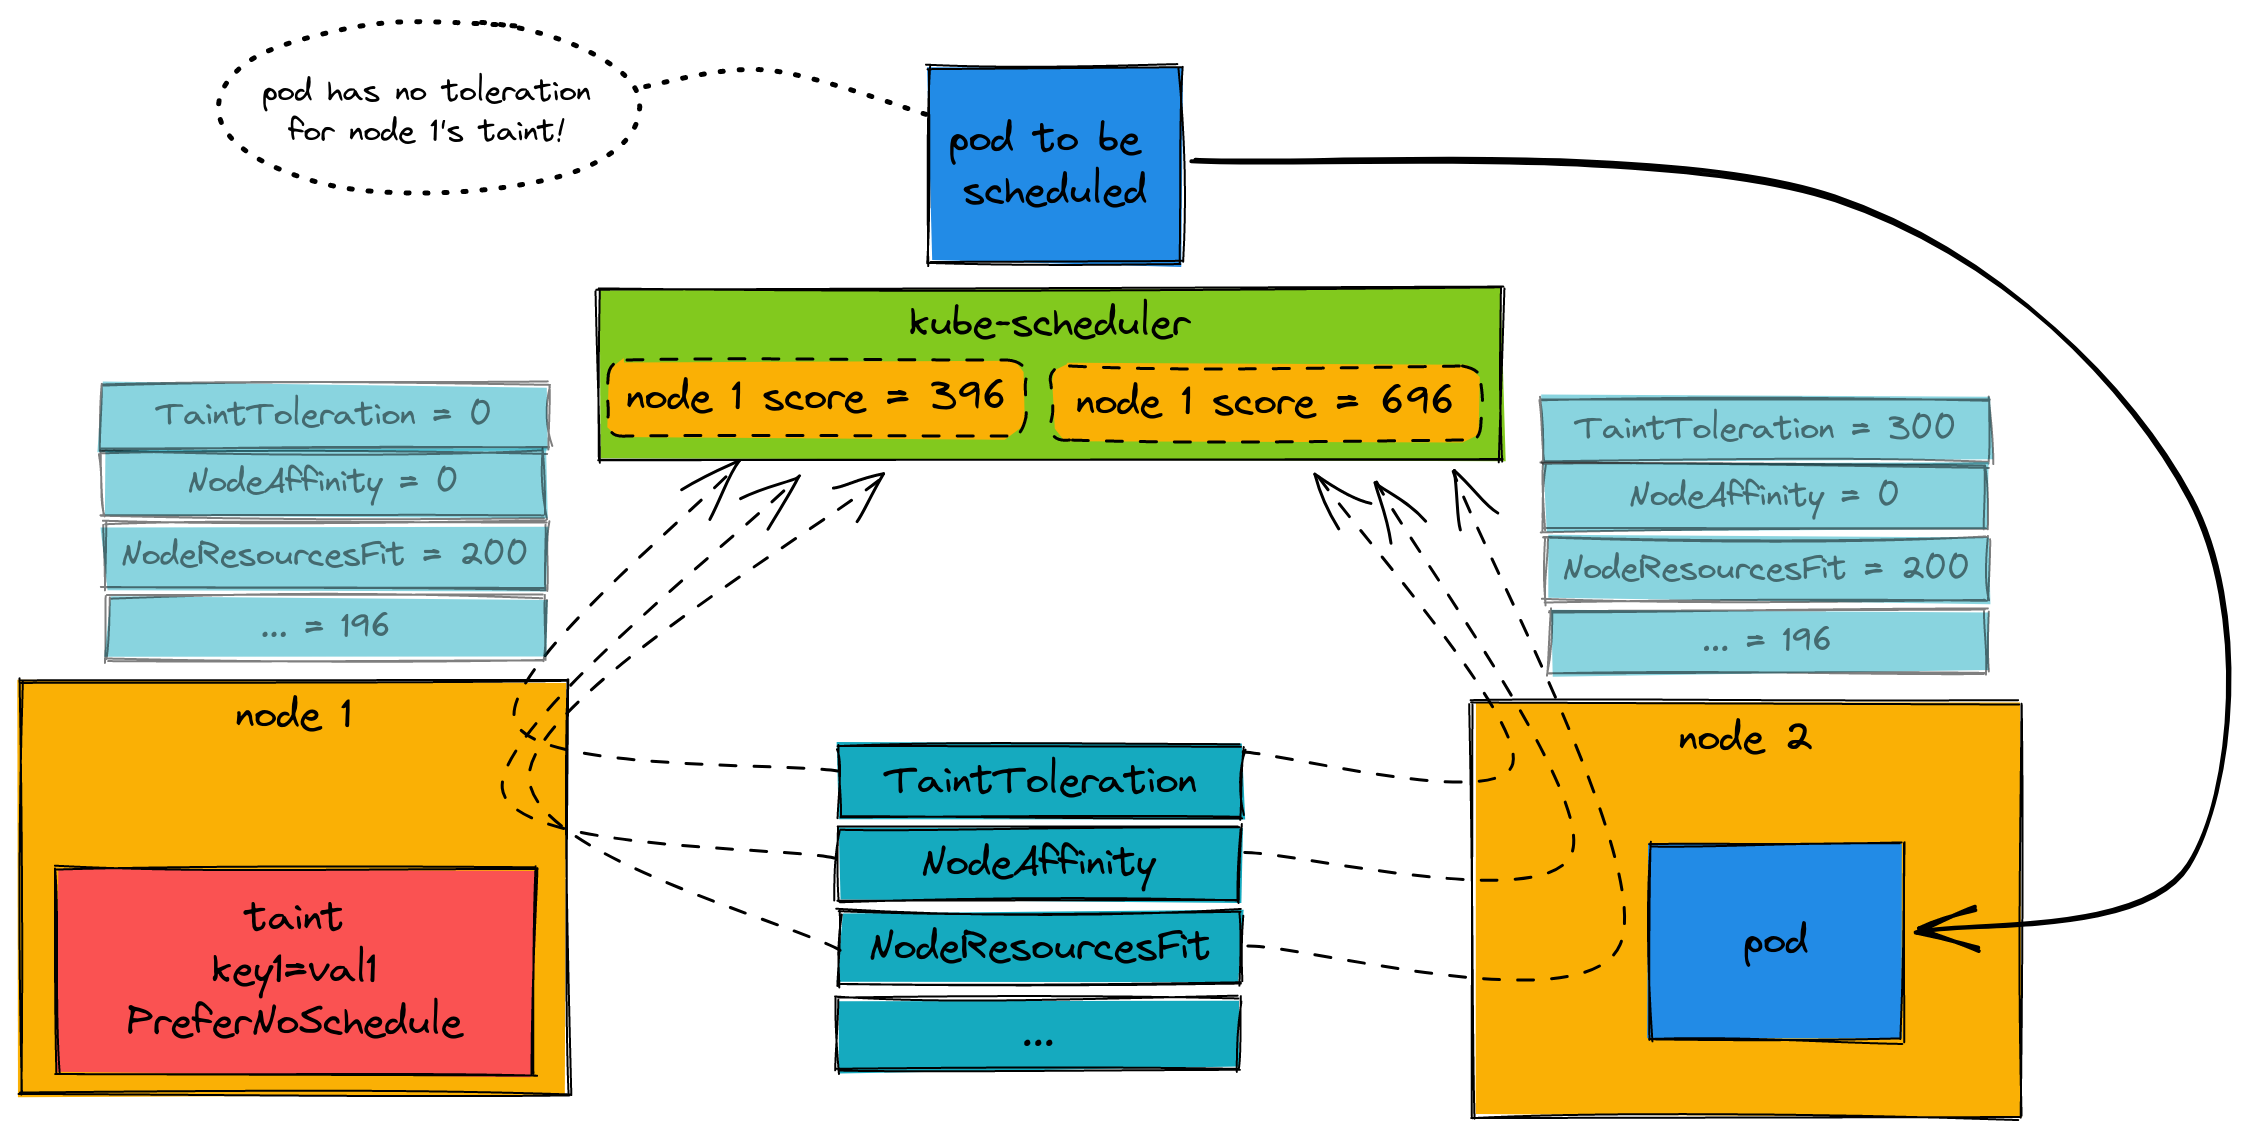 pod has no toleration
for node 1's taint!
pod to be
scheduled
kube-scheduler
node 1 score = 396
node 1 score = 696
TaintToleration = 0
NodeAffinity = 0
NodeResourcesFit = 200
... = 196
TaintToleration = 300
NodeAffinity = 0
NodeResourcesFit = 200
... = 196
node 1
taint
key1=val1
PreferNoSchedule
TaintToleration
NodeAffinity
NodeResourcesFit
...
node 2
pod